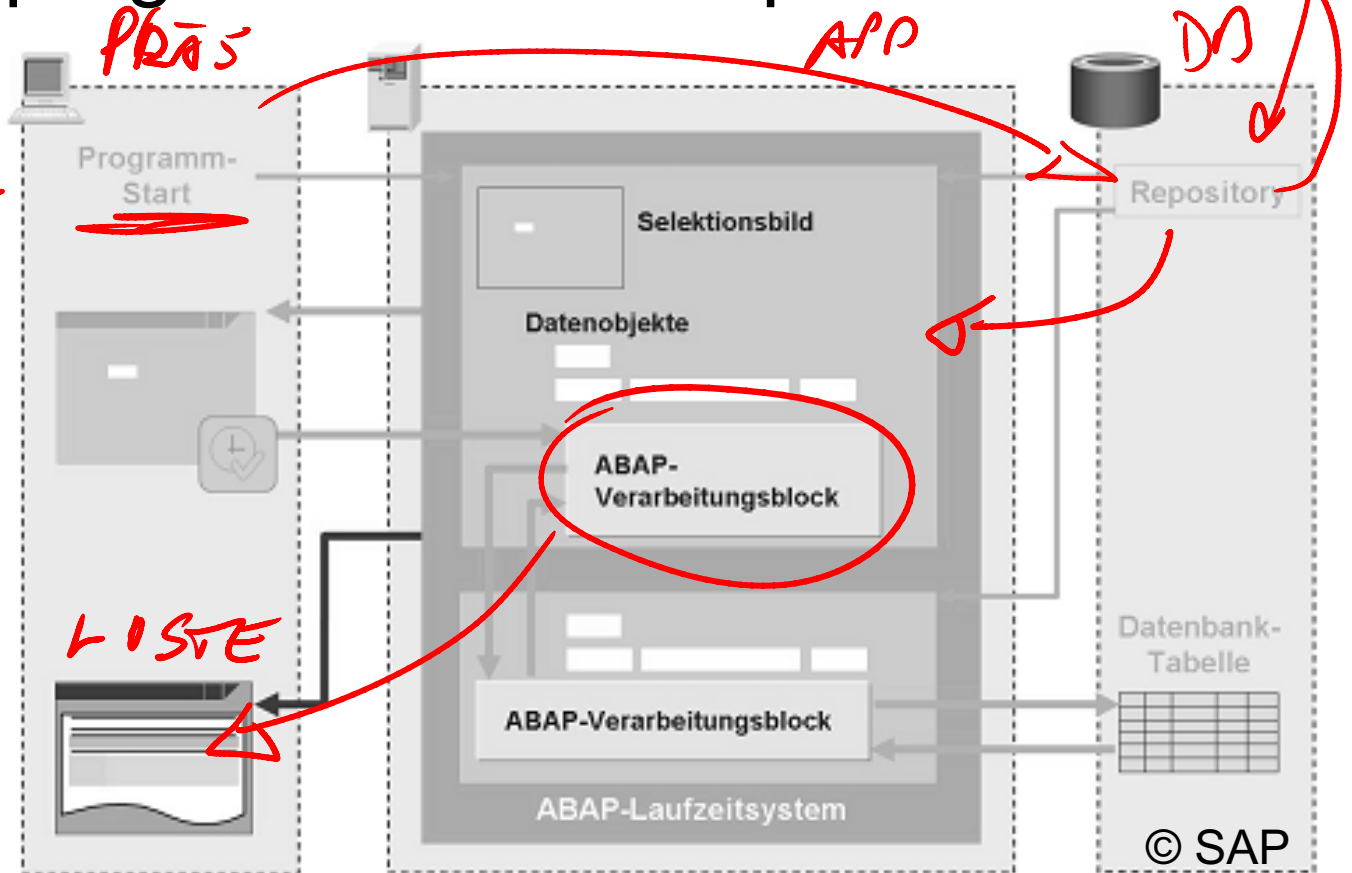 PRÄS
APP
DB
Programm-
Start
Repository
Selektionsbild
Datenobjekte
ABAP-
Verarbeitungsblock
LISTE
Datenbank-
Tabelle
ABAP-Verarbeitungsblock
ABAP-Laufzeitsystem
© SAP